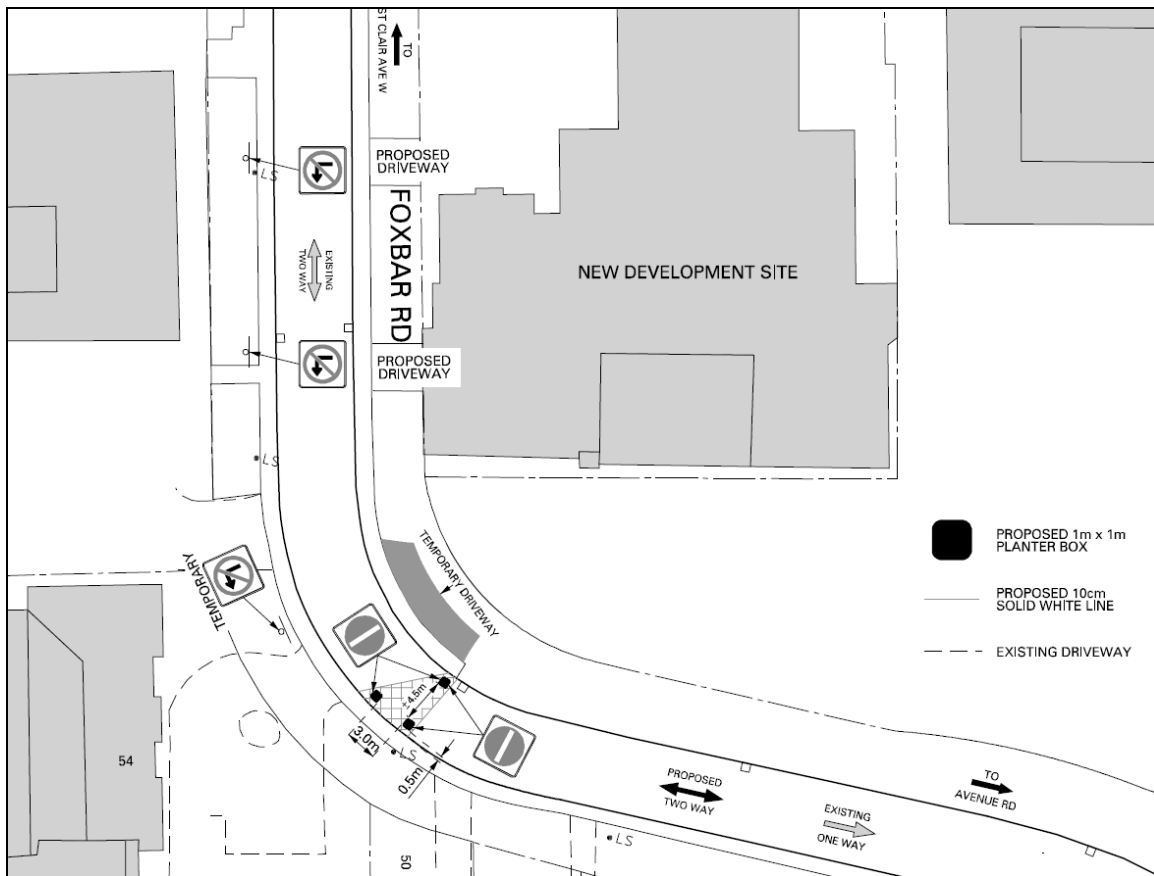 TO
ST CLAIR AVE W
PROPOSED
DRIVEWAY
LS
EXISTING
TWO WAY
FOXBAR RD
NEW DEVELOPMENT SITE
PROPOSED
DRIVEWAY
LS
TEMPORARY
TEMPORARY DRIVEWAY
PROPOSED 1m x 1m
PLANTER BOX
PROPOSED 10cm
SOLID WHITE LINE
EXISTING DRIVEWAY
±4.5m
3.0m
LS
0.5m
54
50
PROPOSED
TWO WAY
TO
AVENUE RD
EXISTING
ONE WAY
LS